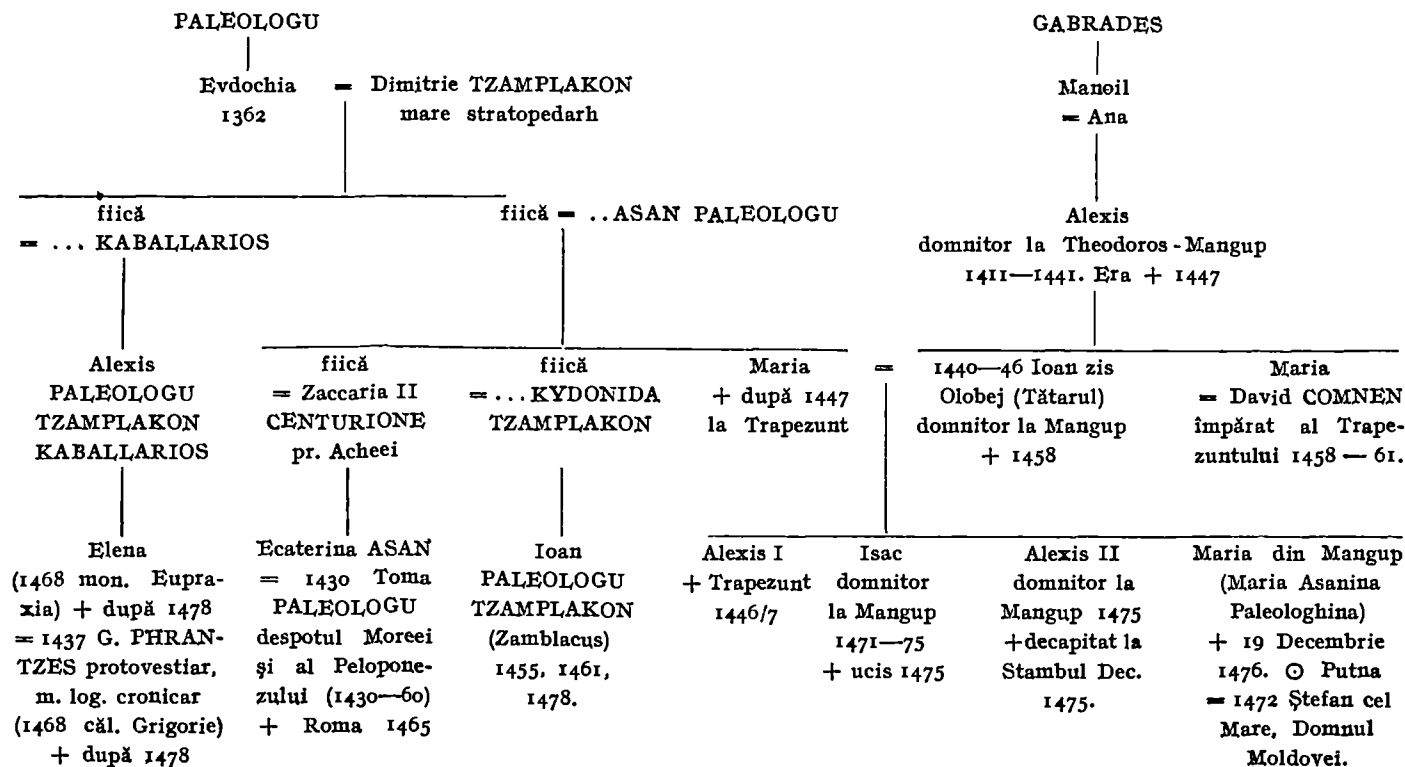 PALEOLOGU
Evdochia = Dimitrie TZAMPLAKON
1362 mare stratopedarh
GABRADES
Manoil
= Ana
fiică
= ... KABALLARIOS
fiică = ..ASAN PALEOLOGU
Alexis
domnitor la Theodoros-Mangup
1411—1441. Era + 1447
Alexis
PALEOLOGU
TZAMPLAKON
KABALLARIOS
fiică
= Zaccaria II
CENTURIONE
pr. Acheei
fiică
= ...KYDONIDA
TZAMPLAKON
Maria =
+ după 1447
la Trapezunt
1440—46 Ioan zis
Olobej (Tătarul)
domnitor la Mangup
+ 1458
Maria
= David COMNEN
împărat al Trape-
zuntului 1458 — 61.
Elena
(1468 mon. Eupra-
xia) + după 1478
= 1437 G. PHRAN-
TZES protovestiar,
m. log. cronicar
(1468 căl. Grigorie)
+ după 1478
Ecaterina ASAN
= 1430 Toma
PALEOLOGU
despotul Moreei
și al Pelopone-
zului (1430—60)
+ Roma 1465
Ioan
PALEOLOGU
TZAMPLAKON
(Zamblacus)
1455, 1461,
1478.
Alexis I
+ Trapezunt
1446/7
Isac
domnitor
la Mangup
1471—75
+ ucis 1475
Alexis II
domnitor la
Mangup 1475
+decapitat la
Stambul Dec.
1475.
Maria din Mangup
(Maria Asanina
Paleologhina)
+ 19 Decembrie
1476. ⊙ Putna
= 1472 Ștefan cel
Mare, Domnul
Moldovei.